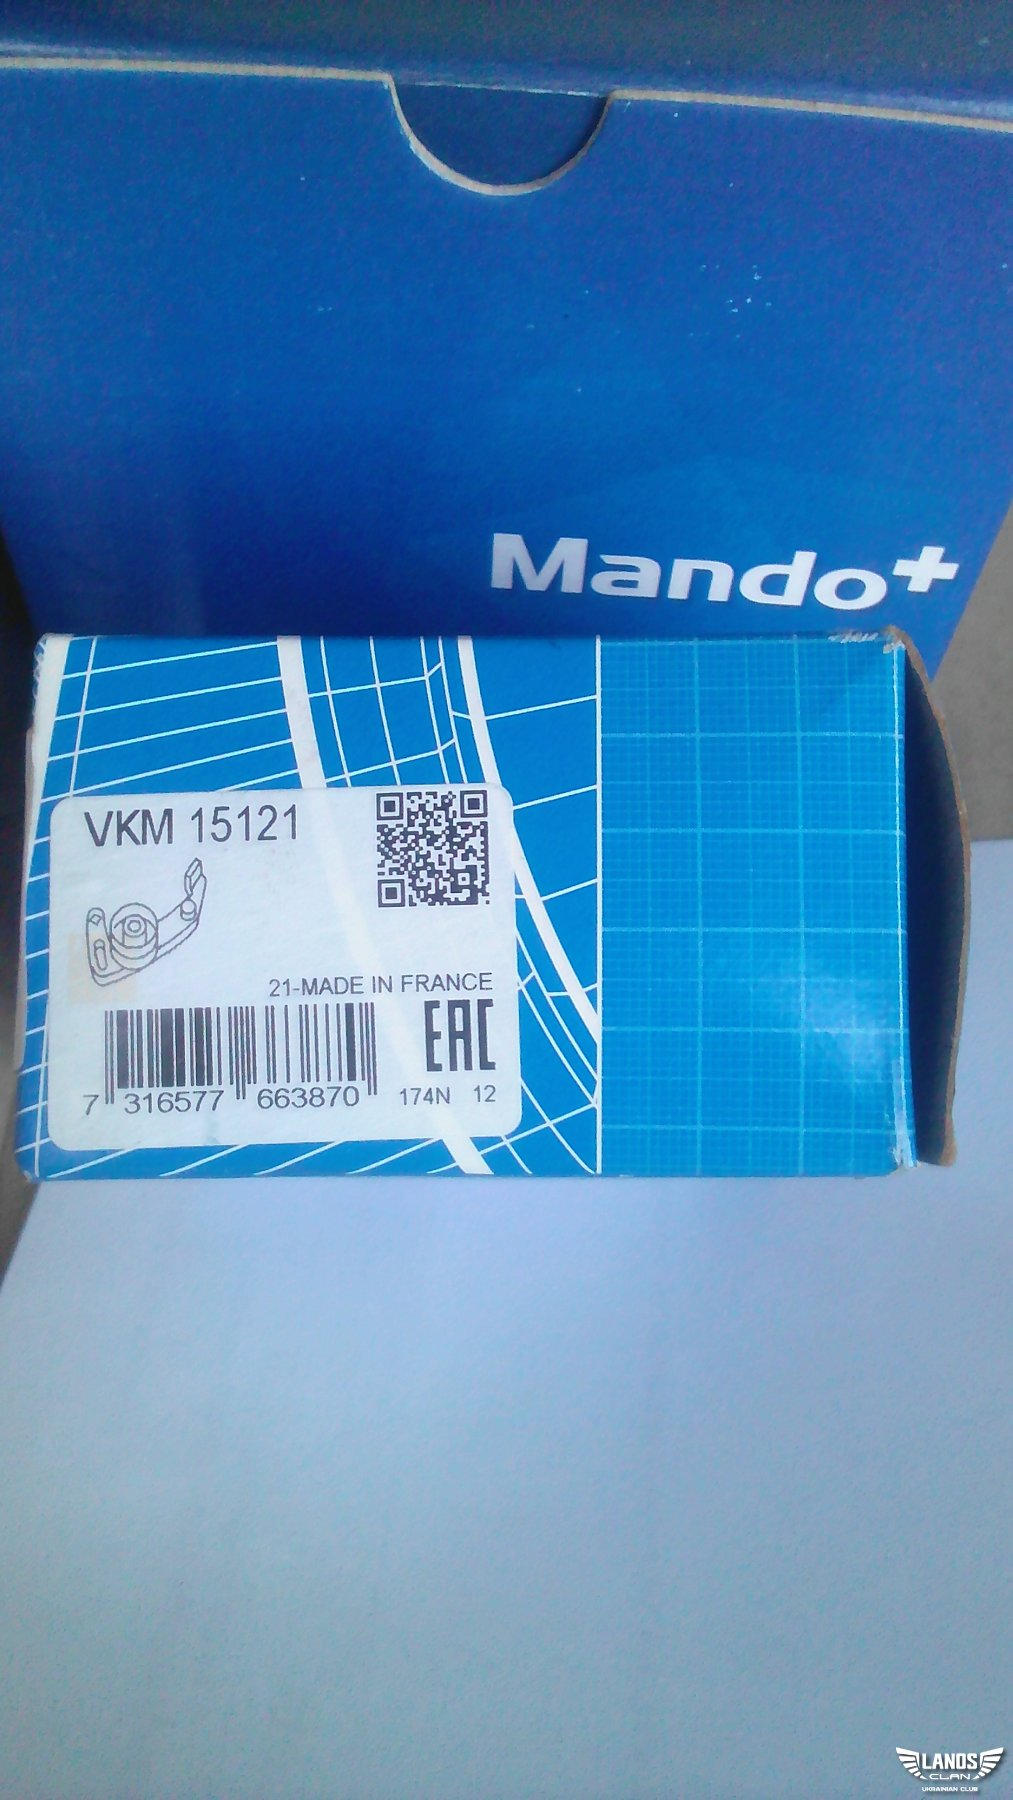 Mando+
VKM 15121
21-MADE IN FRANCE
EAC
7 316577 663870
174N 12
LANOS
CLAN
UKRAINIAN CLUB